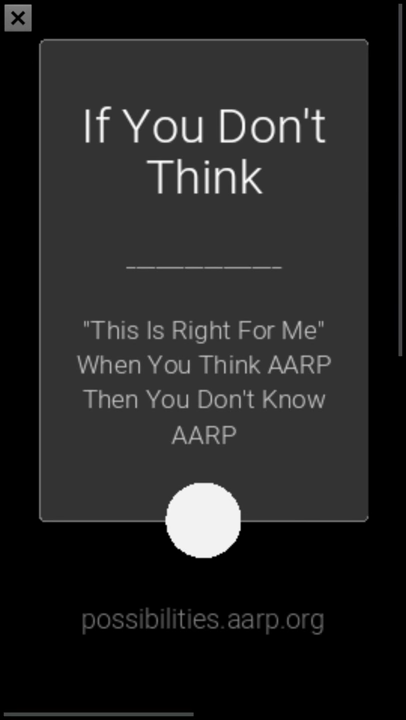 If You Don't
Think
________________
"This Is Right For Me"
When You Think AARP
Then You Don't Know
AARP
possibilities.aarp.org